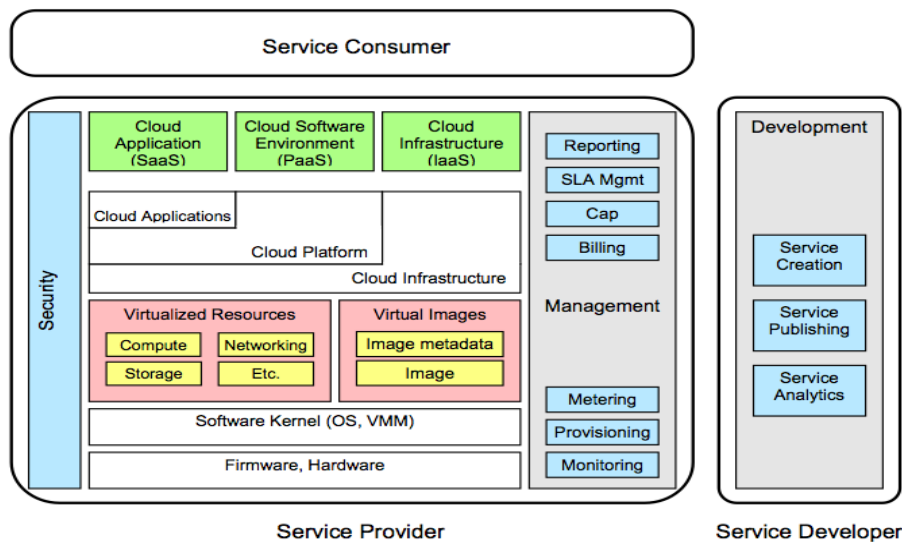 Service Consumer
Security
Cloud
Application
(SaaS)
Cloud Software
Environment
(PaaS)
Cloud
Infrastructure
(IaaS)
Cloud Applications
Cloud Platform
Cloud Infrastructure
Virtualized Resources
Compute
Networking
Storage
Etc.
Virtual Images
Image metadata
Image
Software Kernel (OS, VMM)
Firmware, Hardware
Reporting
SLA Mgmt
Cap
Billing
Management
Metering
Provisioning
Monitoring
Service Provider
Development
Service
Creation
Service
Publishing
Service
Analytics
Service Developer